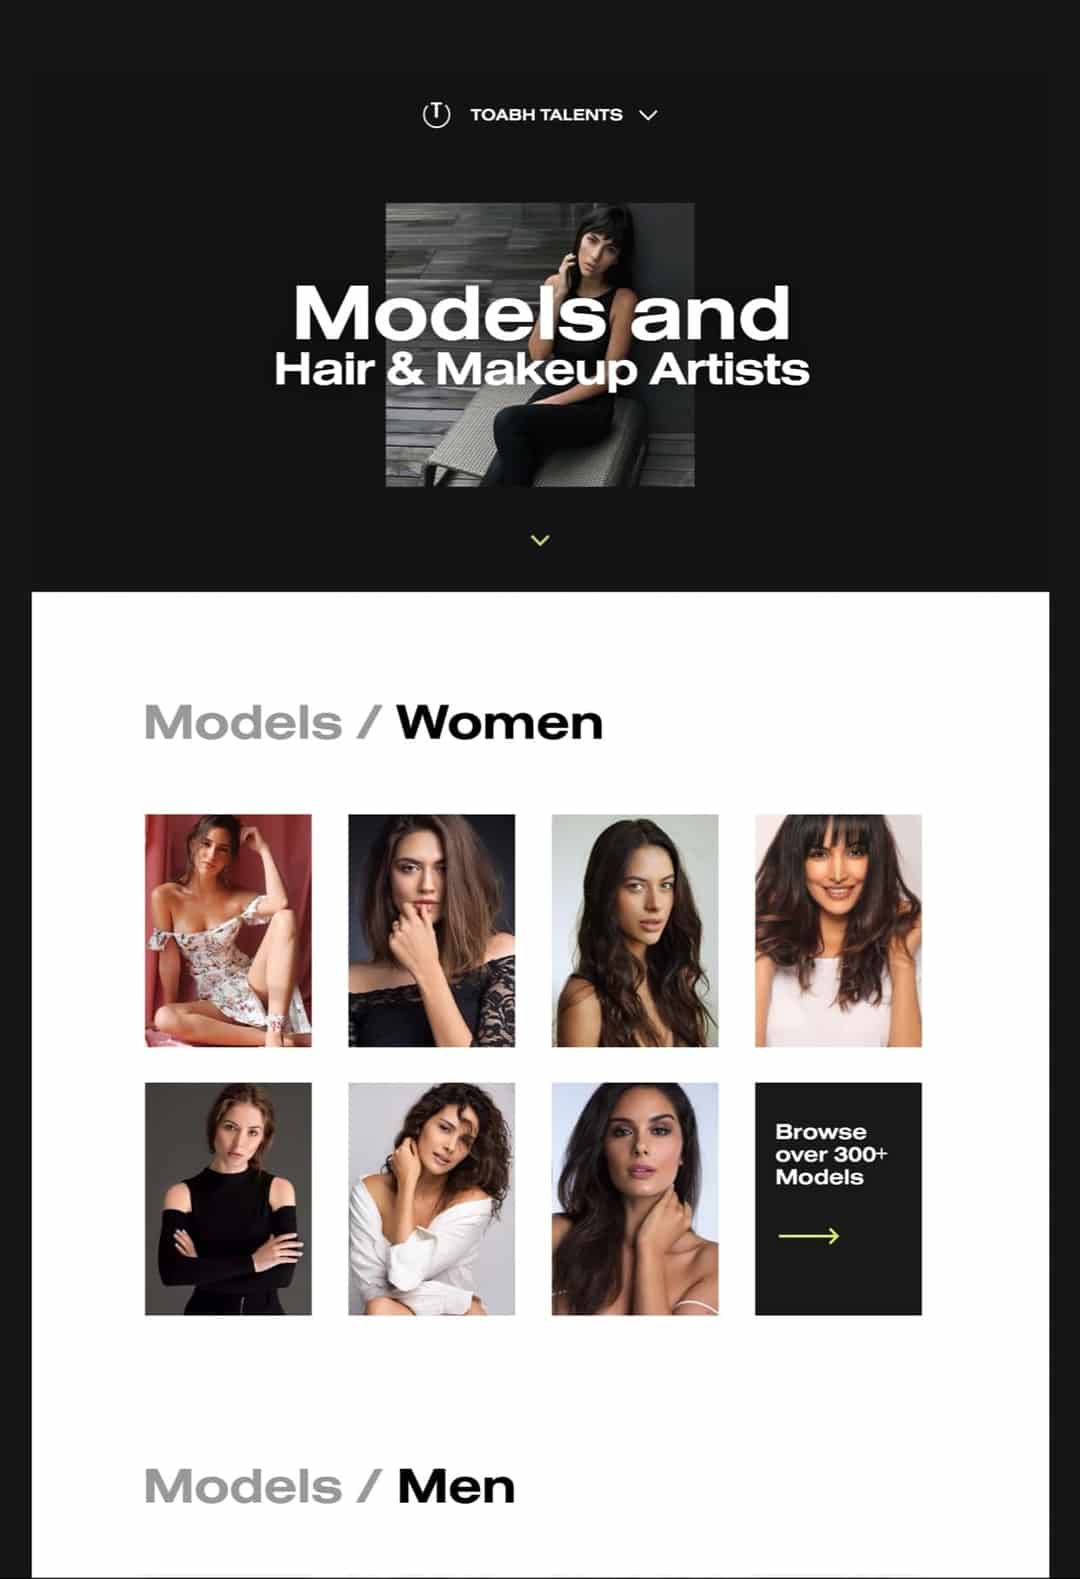 TOABH TALENTS
Models and
Hair & Makeup Artists
Models / Women
Browse
over 300+
Models
Models / Men